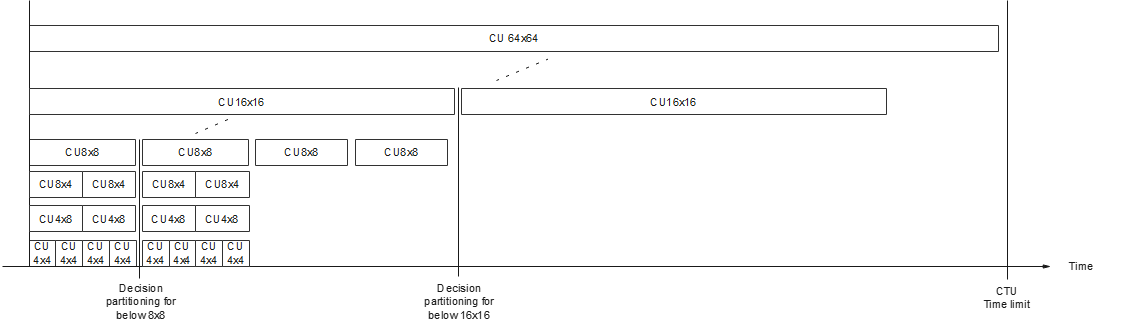 CU 64x64
CU16x16 CU16x16
CU8x8 CU8x8 CU8x8 CU8x8
CU8x4 CU8x4 CU8x4 CU8x4
CU4x8 CU4x8 CU4x8 CU4x8
CU CU CU CU CU CU CU CU
4x4 4x4 4x4 4x4 4x4 4x4 4x4 4x4
Time
Decision
partitioning for
below 8x8
Decision
partitioning for
below 16x16
CTU
Time limit